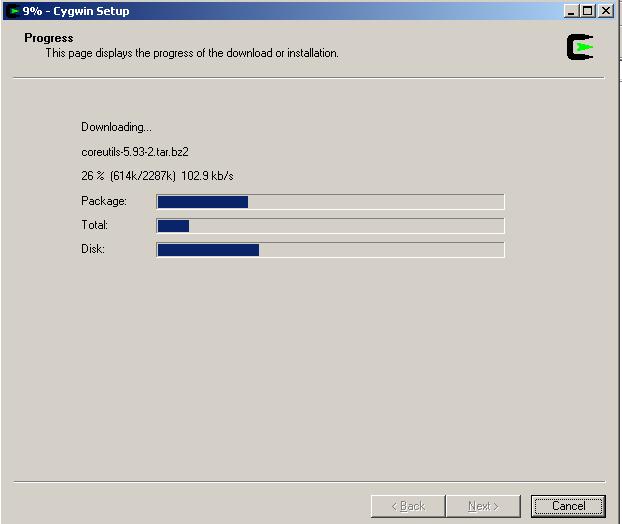 9% - Cygwin Setup
Progress
This page displays the progress of the download or installation.
Downloading...
coreutils-5.93-2.tar.bz2
26 % (614k/2287k) 102.9 kb/s
Package:
Total:
Disk:
< Back Next > Cancel